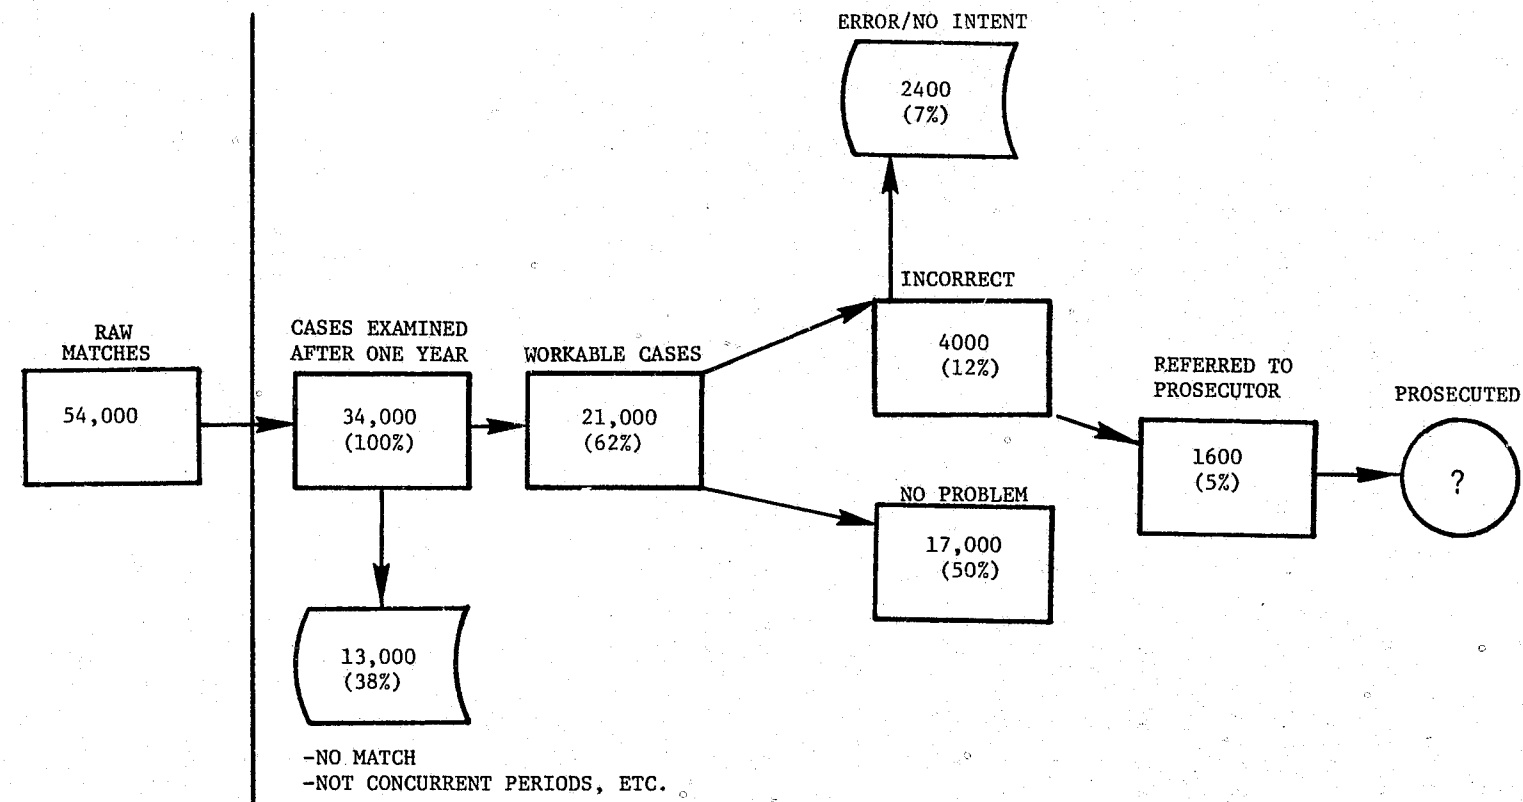 ERROR/NO INTENT
2400
(7%)
INCORRECT
4000
(12%)
RAW
MATCHES
54,000
CASES EXAMINED
AFTER ONE YEAR
34,000
(100%)
WORKABLE CASES
21,000
(62%)
REFERRED TO
PROSECUTOR
1600
(5%)
PROSECUTED
?
NO PROBLEM
17,000
(50%)
13,000
(38%)
-NO MATCH
-NOT CONCURRENT PERIODS, ETC.